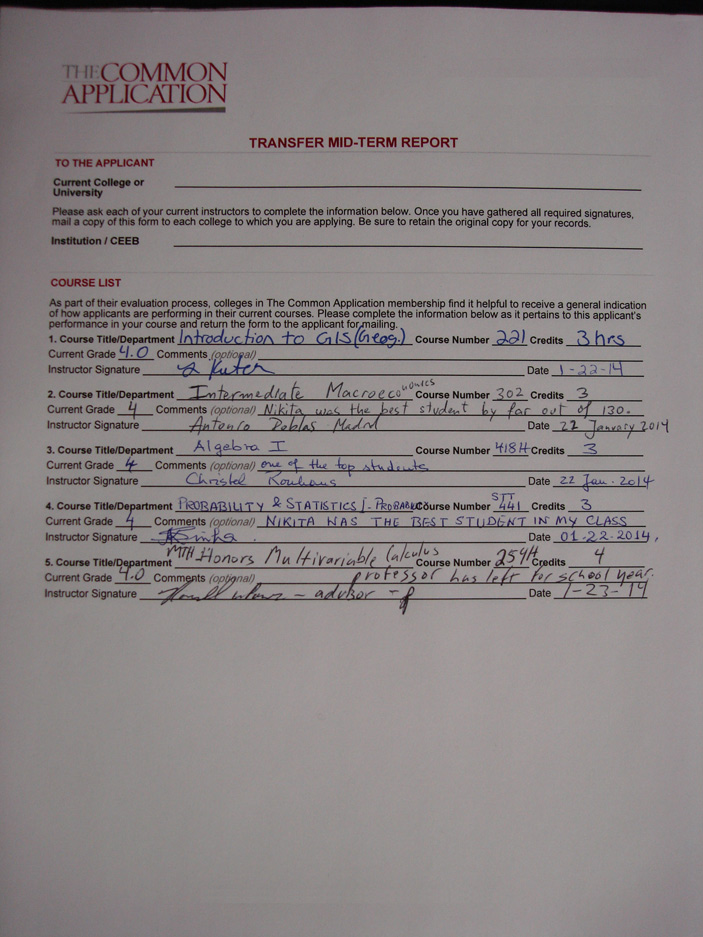 THE COMMON
APPLICATION
TRANSFER MID-TERM REPORT
TO THE APPLICANT
Current College or
University
Please ask each of your current instructors to complete the information below. Once you have gathered all required signatures,
mail a copy of this form to each college to which you are applying. Be sure to retain the original copy for your records.
Institution / CEEB
COURSE LIST
As part of their evaluation process, colleges in The Common Application membership find it helpful to receive a general indication
of how applicants are performing in their current courses. Please complete the information below as it pertains to this applicant's
performance in your course and return the form to the applicant for mailing.
1. Course Title/Department Introduction to GIS (Geog.) Course Number 221 Credits 3 hrs
Current Grade 4.0 Comments (optional)
Instructor Signature Date 1-22-14
2. Course Title/Department Intermediate Macroeconomics Course Number 302 Credits 3
Current Grade 4 Comments (optional) Nikita was the best student by far out of 130.
Instructor Signature Antonio Doblas Madrid Date 22 January 2014
3. Course Title/Department Algebra I Course Number 418H Credits 3
Current Grade 4 Comments (optional) one of the top students
Instructor Signature Christel Date 22 Jan. 2014
4. Course Title/Department PROBABILITY & STATISTICS I - Course Number STT 441 Credits 3
Current Grade 4 Comments (optional) NIKITA WAS THE BEST STUDENT IN MY CLASS
Instructor Signature Date 01-22-2014,
5. Course Title/Department MTH Honors Multivariable Calculus Course Number 254H Credits 4
Current Grade 4.0 Comments (optional) professor has left for school year.
Instructor Signature - advisor - Date 1-23-14